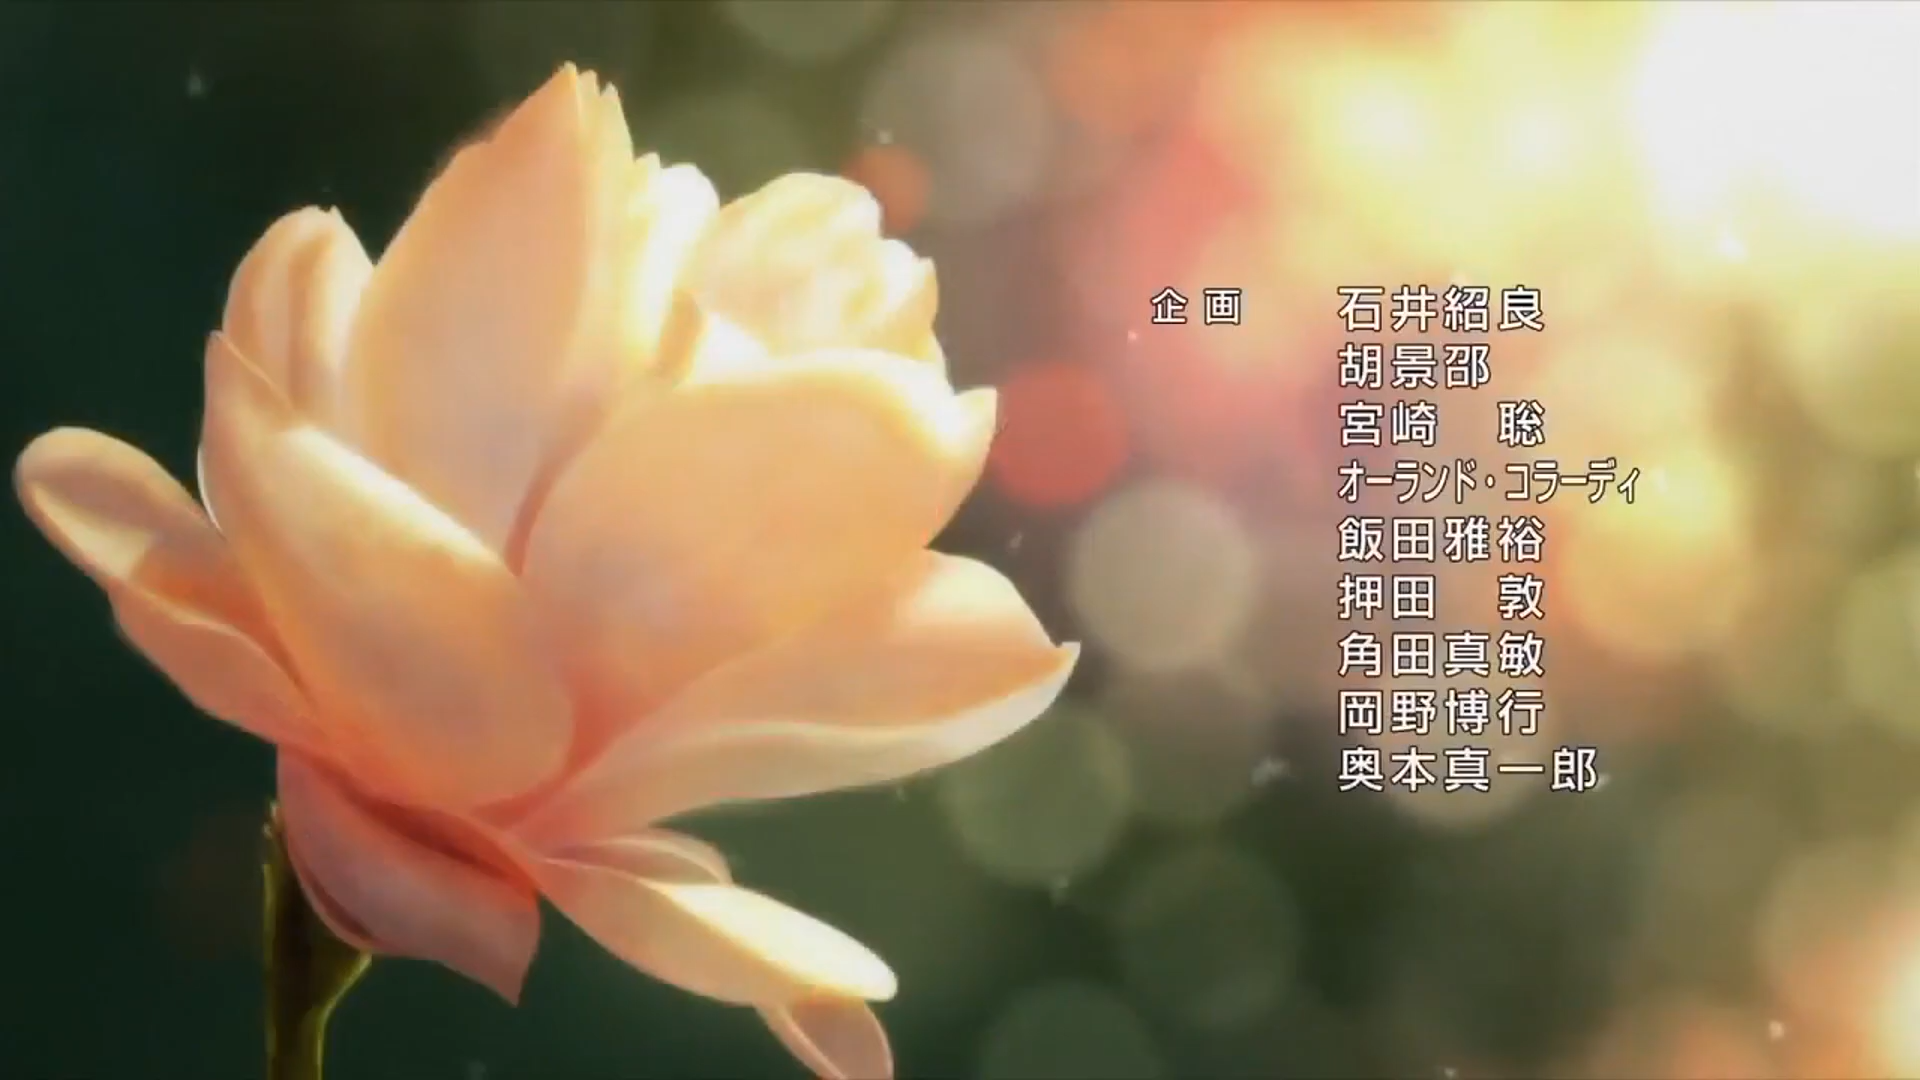 企画　石井紹良
胡景邵
宮崎　聡
オーランド・コラーディ
飯田雅裕
押田　敦
角田真敏
岡野博行
奥本真一郎